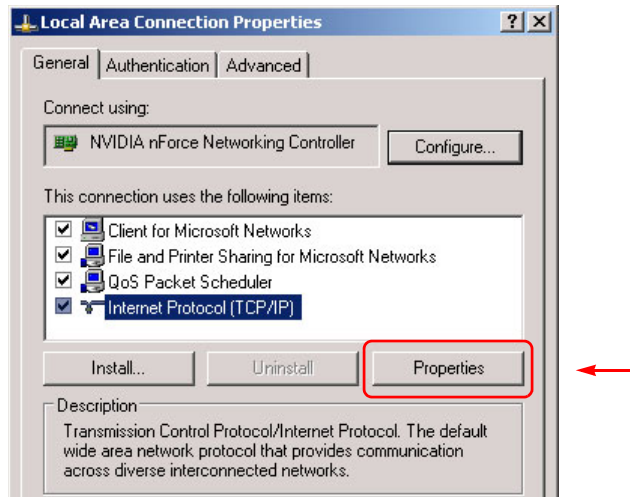 Local Area Connection Properties
General Authentication Advanced
Connect using:
NVIDIA nForce Networking Controller Configure...
This connection uses the following items:
Client for Microsoft Networks
File and Printer Sharing for Microsoft Networks
QoS Packet Scheduler
Internet Protocol (TCP/IP)
Install... Uninstall Properties
Description
Transmission Control Protocol/Internet Protocol. The default
wide area network protocol that provides communication
across diverse interconnected networks.